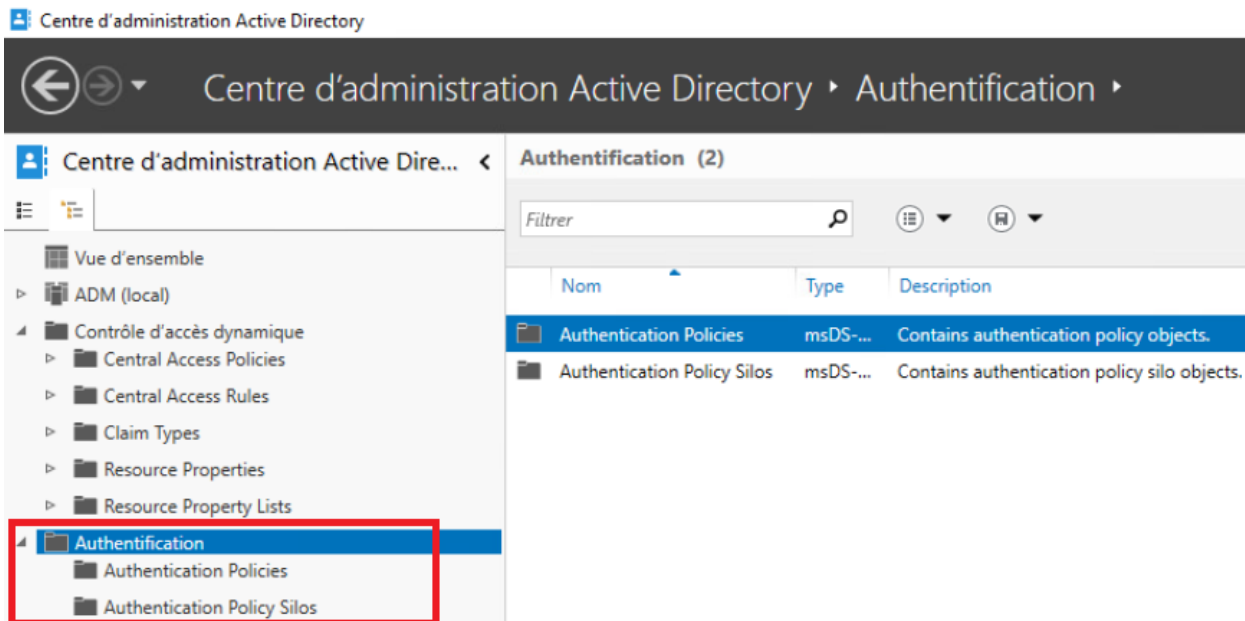 Centre d'administration Active Directory
Centre d'administration Active Directory ‣ Authentification ‣
Centre d'administration Active Dire...
Authentification (2)
Filtrer
Vue d'ensemble
ADM (local)
Contrôle d'accès dynamique
Central Access Policies
Central Access Rules
Claim Types
Resource Properties
Resource Property Lists
Authentification
Authentication Policies
Authentication Policy Silos
Nom Type Description
Authentication Policies msDS-... Contains authentication policy objects.
Authentication Policy Silos msDS-... Contains authentication policy silo objects.